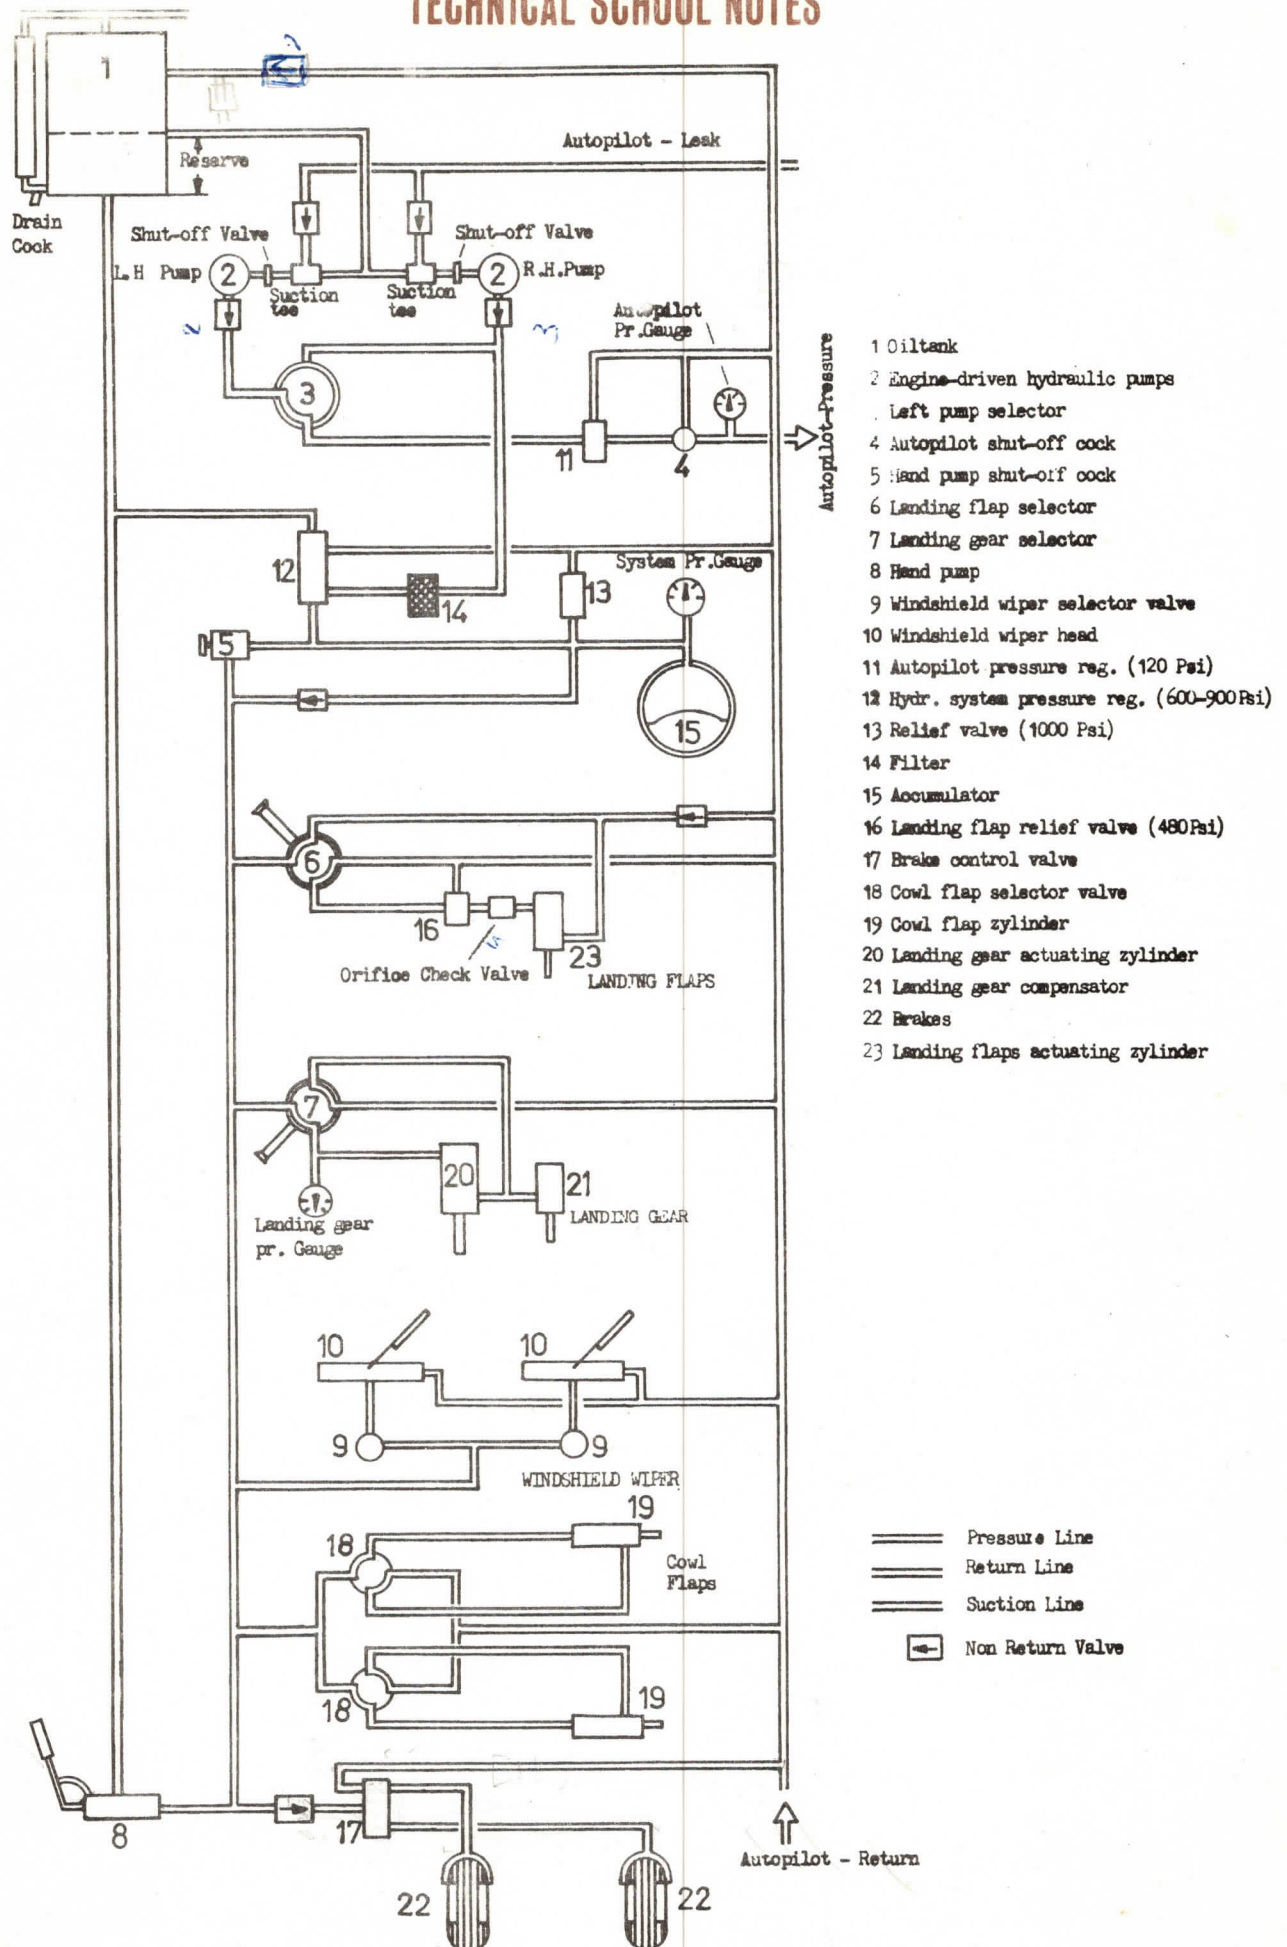 TECHNICAL SCHOOL NOTES
1
Reserve
Drain
Cock
Autopilot - Leak
Shut-off Valve
Shut-off Valve
L.H Pump
2
2
R.H.Pump
Suction
tee
Suction
tee
2
3
Autopilot
Pr.Gauge
3
11
4
Autopilot-Pressure
12
14
13
System Pr.Gauge
5
15
6
16
23
Orifice Check Valve
LANDING FLAPS
7
20
21
Landing gear
pr. Gauge
LANDING GEAR
10
10
9
9
WINDSHIELD WIPER
18
19
Cowl
Flaps
18
19
8
17
22
22
Autopilot - Return
1 Oiltank
2 Engine-driven hydraulic pumps
Left pump selector
4 Autopilot shut-off cock
5 Hand pump shut-off cock
6 Landing flap selector
7 Landing gear selector
8 Hand pump
9 Windshield wiper selector valve
10 Windshield wiper head
11 Autopilot pressure reg. (120 Psi)
12 Hydr. system pressure reg. (600-900Psi)
13 Relief valve (1000 Psi)
14 Filter
15 Accumulator
16 Landing flap relief valve (480Psi)
17 Brake control valve
18 Cowl flap selector valve
19 Cowl flap zylinder
20 Landing gear actuating zylinder
21 Landing gear compensator
22 Brakes
23 Landing flaps actuating zylinder
Pressure Line
Return Line
Suction Line
Non Return Valve